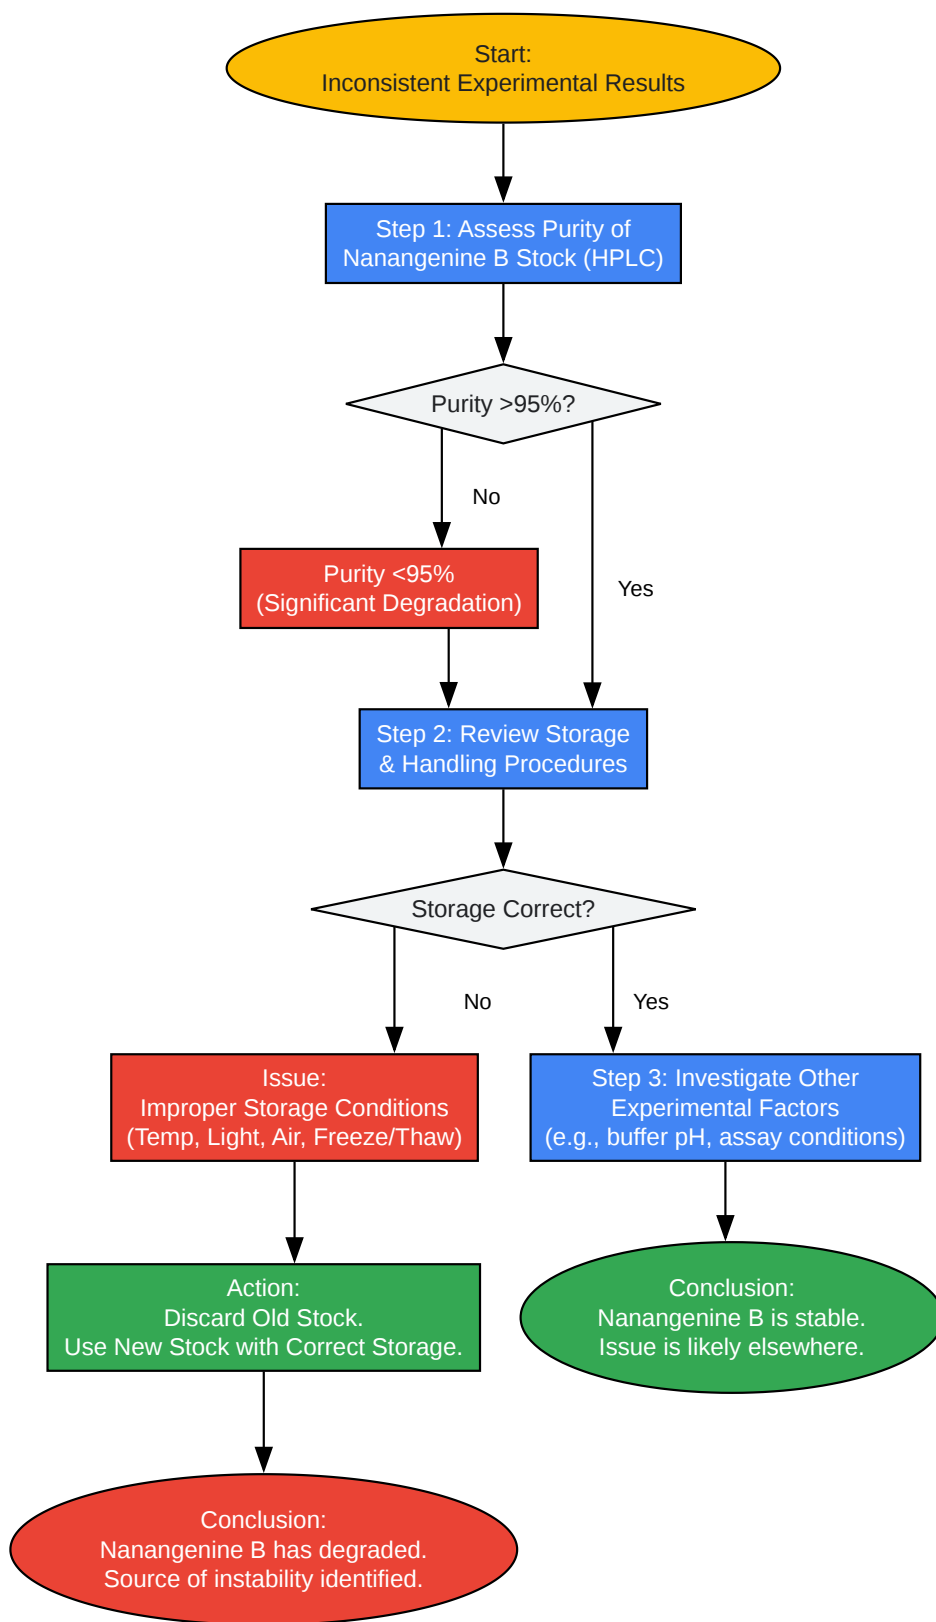 Start:
Inconsistent Experimental Results
Step 1: Assess Purity of
Nanangenine B Stock (HPLC)
Purity >95%?
No
Purity <95%
(Significant Degradation)
Yes
Step 2: Review Storage
& Handling Procedures
Storage Correct?
No
Yes
Issue:
Improper Storage Conditions
(Temp, Light, Air, Freeze/Thaw)
Step 3: Investigate Other
Experimental Factors
(e.g., buffer pH, assay conditions)
Action:
Discard Old Stock.
Use New Stock with Correct Storage.
Conclusion:
Nanangenine B is stable.
Issue is likely elsewhere.
Conclusion:
Nanangenine B has degraded.
Source of instability identified.